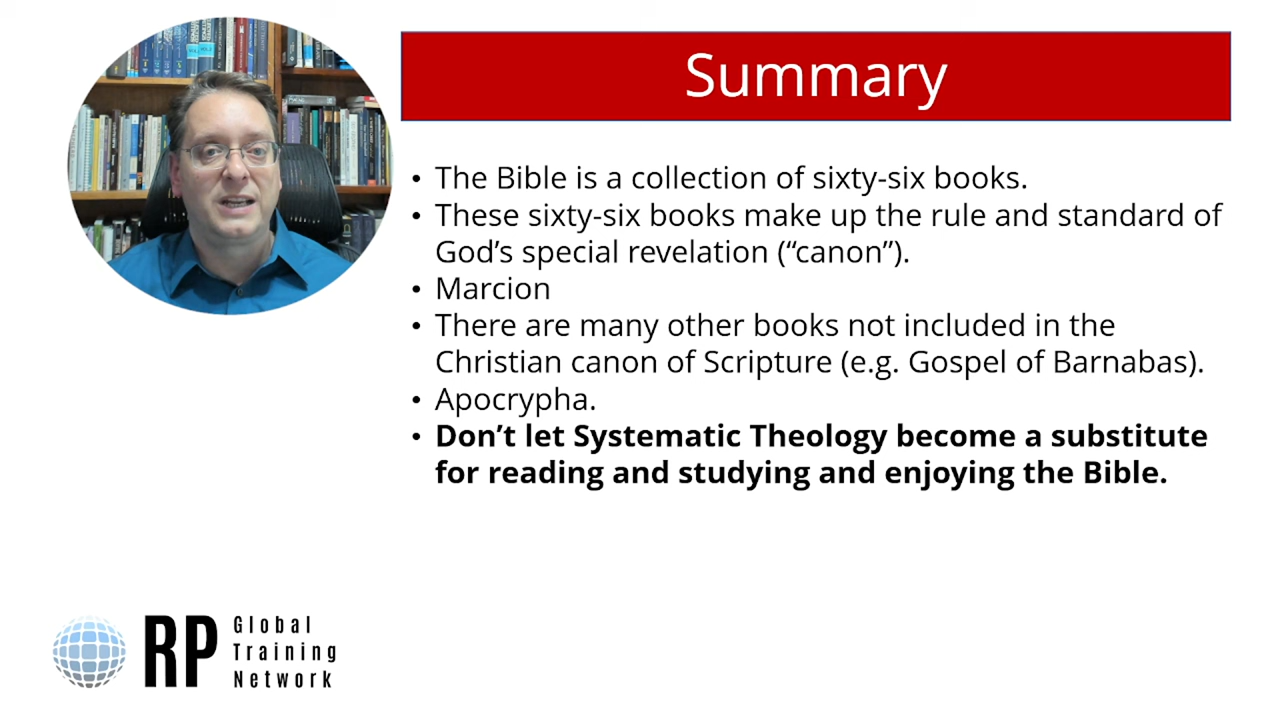 Summary
• The Bible is a collection of sixty-six books.
• These sixty-six books make up the rule and standard of
God’s special revelation (“canon”).
• Marcion
• There are many other books not included in the
Christian canon of Scripture (e.g. Gospel of Barnabas).
• Apocrypha.
• Don’t let Systematic Theology become a substitute
for reading and studying and enjoying the Bible.
RP
Global
Training
Network